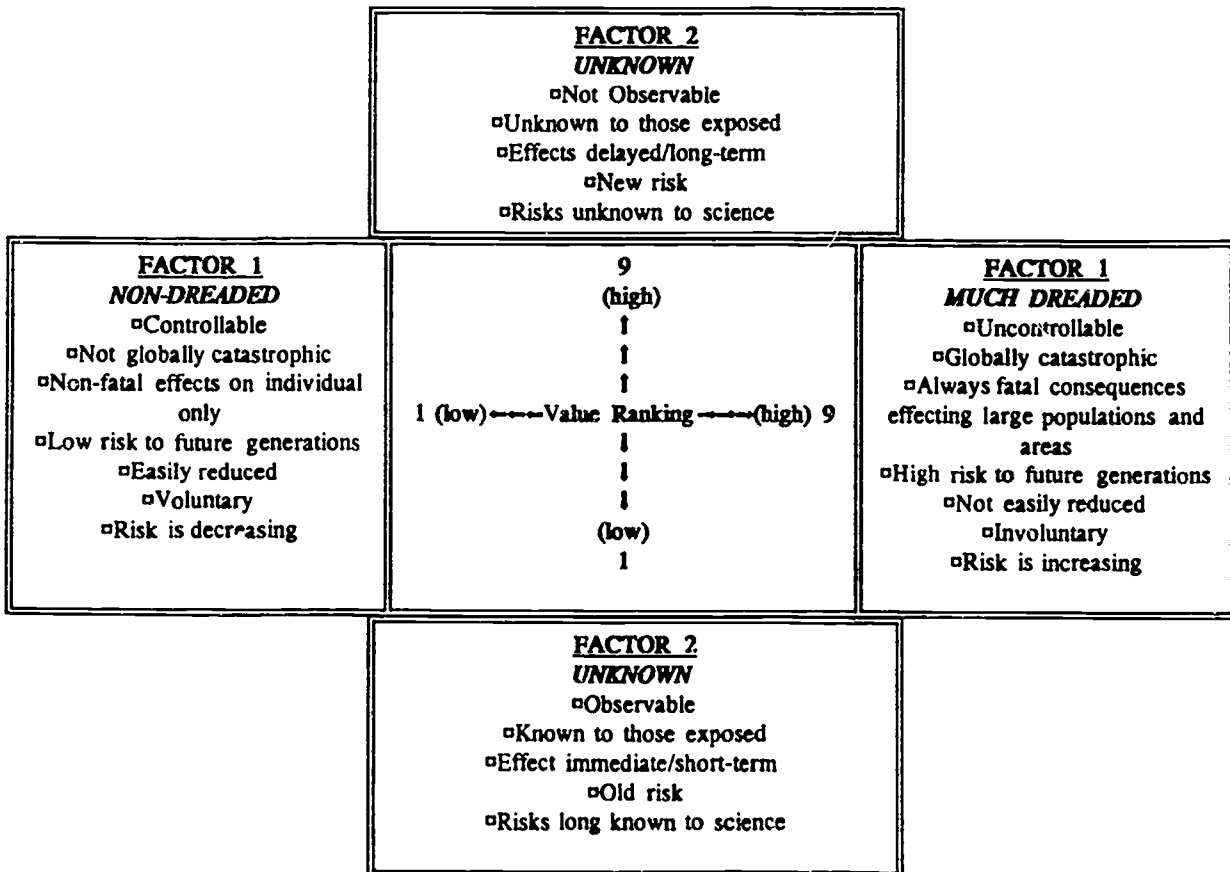 FACTOR 2
UNKNOWN
▫Not Observable
▫Unknown to those exposed
▫Effects delayed/long-term
▫New risk
▫Risks unknown to science
FACTOR 1
NON-DREADED
▫Controllable
▫Not globally catastrophic
▫Non-fatal effects on individual
only
▫Low risk to future generations
▫Easily reduced
▫Voluntary
▫Risk is decreasing
9
(high)
1 (low)←Value Ranking→(high) 9
(low)
1
FACTOR 1
MUCH DREADED
▫Uncontrollable
▫Globally catastrophic
▫Always fatal consequences
effecting large populations and
areas
▫High risk to future generations
▫Not easily reduced
▫Involuntary
▫Risk is increasing
FACTOR 2
UNKNOWN
▫Observable
▫Known to those exposed
▫Effect immediate/short-term
▫Old risk
▫Risks long known to science